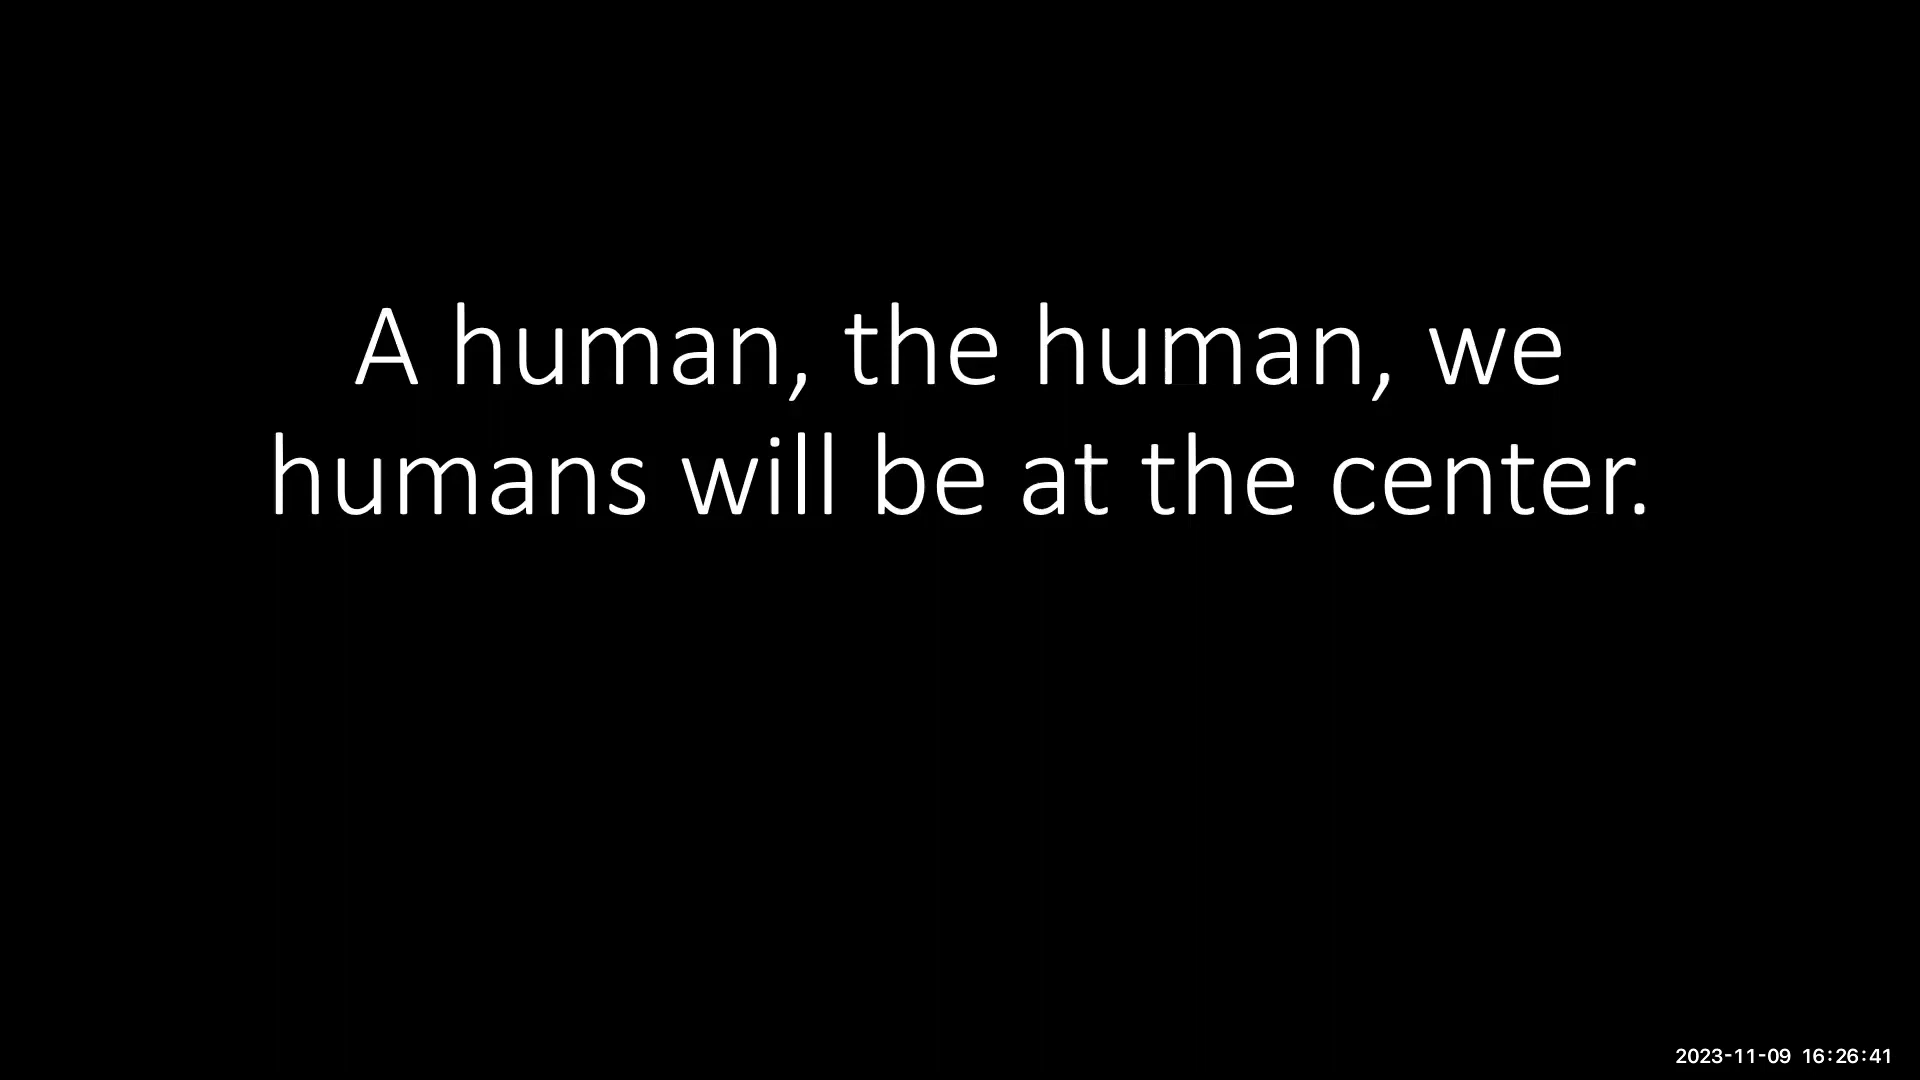 A human, the human, we
humans will be at the center.
2023-11-09 16:26:41